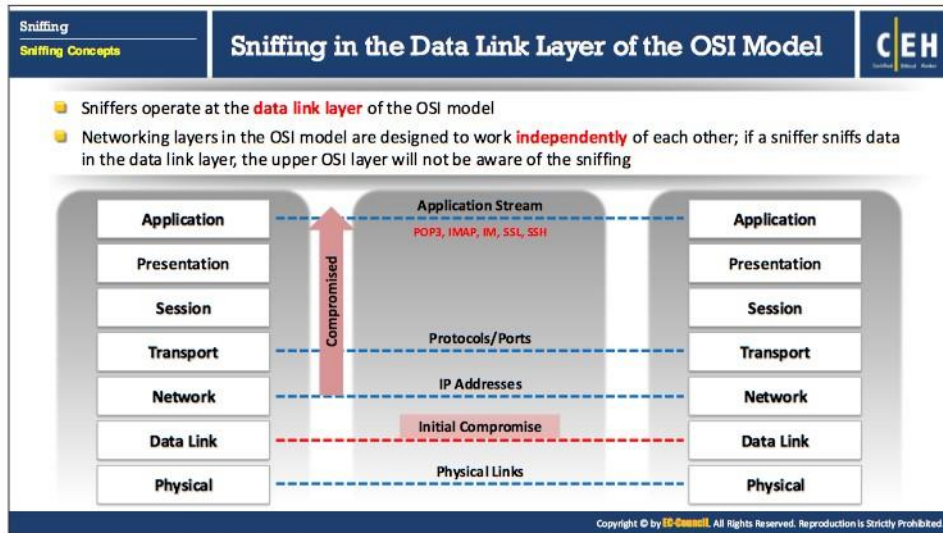 Sniffing
Sniffing Concepts
Sniffing in the Data Link Layer of the OSI Model
C|EH
Certified Ethical Hacker
Sniffers operate at the data link layer of the OSI model
Networking layers in the OSI model are designed to work independently of each other; if a sniffer sniffs data
in the data link layer, the upper OSI layer will not be aware of the sniffing
Application
Presentation
Session
Transport
Network
Data Link
Physical
Compromised
Application Stream
POP3, IMAP, IM, SSL, SSH
Protocols/Ports
IP Addresses
Initial Compromise
Physical Links
Application
Presentation
Session
Transport
Network
Data Link
Physical
Copyright © by EC-Council. All Rights Reserved. Reproduction is Strictly Prohibited.